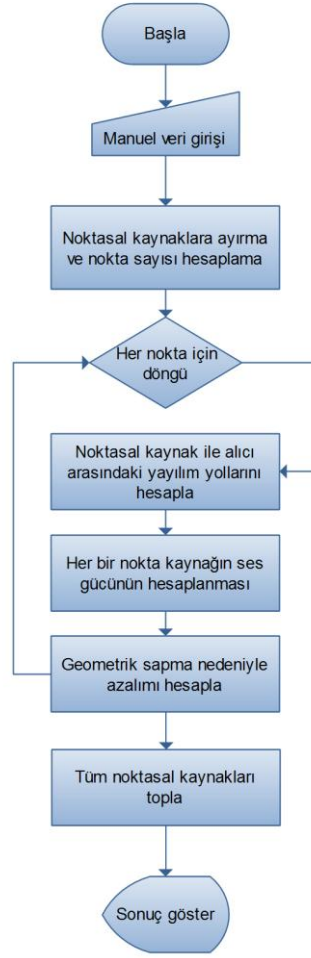 Başla
Manuel veri girişi
Noktasal kaynaklara ayırma
ve nokta sayısı hesaplama
Her nokta için
döngü
Noktasal kaynak ile alıcı
arasındaki yayılım yollarını
hesapla
Her bir nokta kaynağın ses
gücünün hesaplanması
Geometrik sapma nedeniyle
azalımı hesapla
Tüm noktasal kaynakları
topla
Sonuç göster